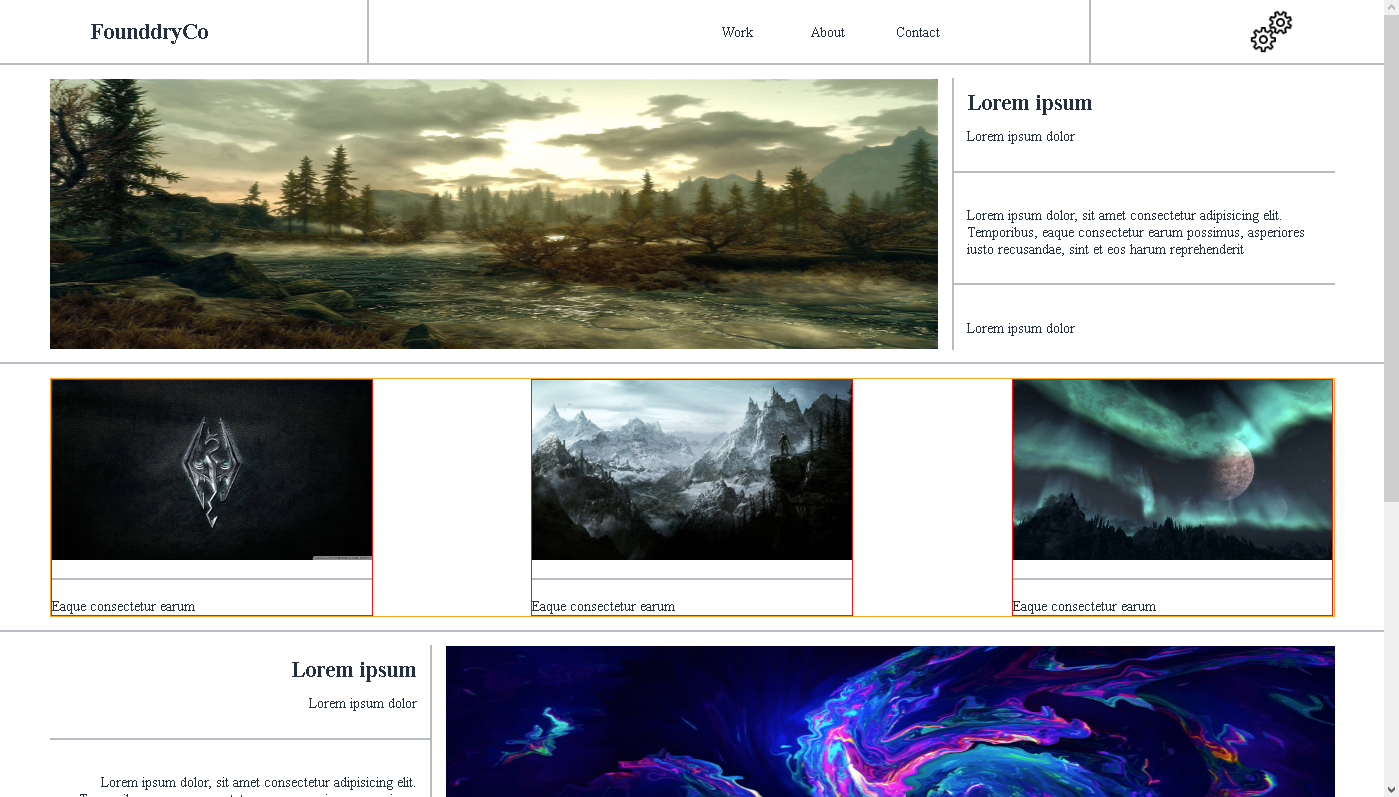 FounddryCo
Work
About
Contact
Lorem ipsum
Lorem ipsum dolor
Lorem ipsum dolor, sit amet consectetur adipisicing elit.
Temporibus, eaque consectetur earum possimus, asperiores
iusto recusandae, sint et eos harum reprehenderit
Lorem ipsum dolor
Eaque consectetur earum
Eaque consectetur earum
Eaque consectetur earum
Lorem ipsum
Lorem ipsum dolor
Lorem ipsum dolor, sit amet consectetur adipisicing elit.